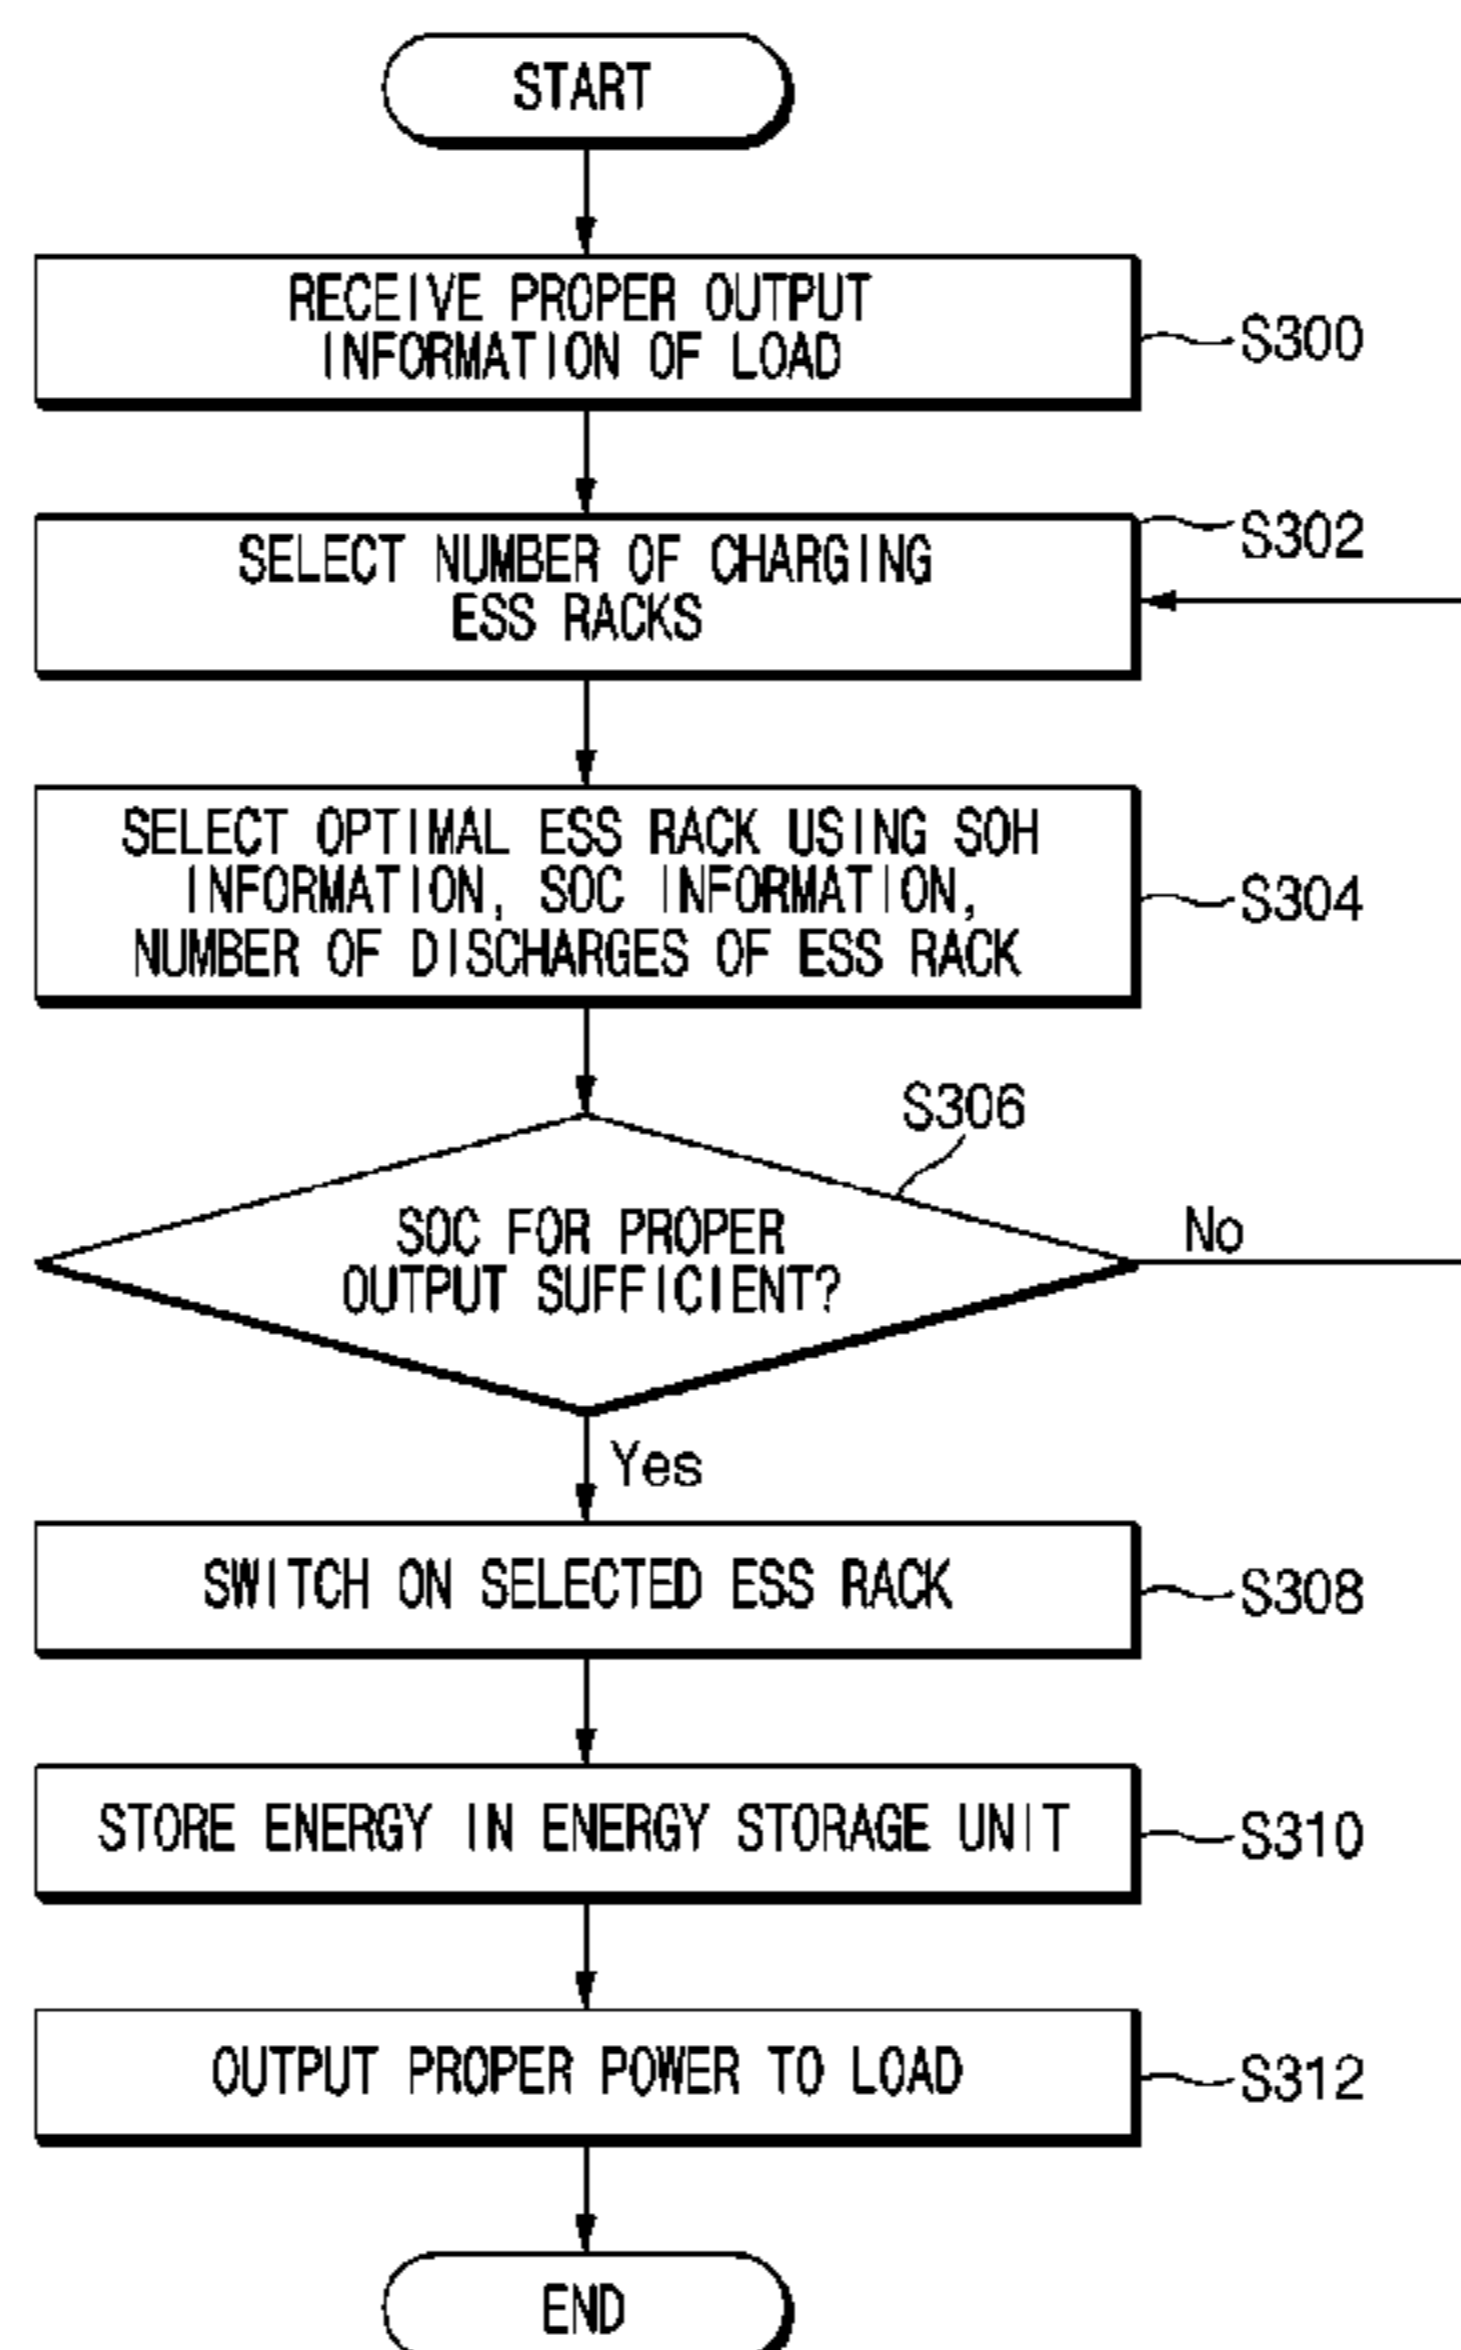 START
RECEIVE PROPER OUTPUT
INFORMATION OF LOAD
S300
SELECT NUMBER OF CHARGING
ESS RACKS
S302
SELECT OPTIMAL ESS RACK USING SOH
INFORMATION, SOC INFORMATION,
NUMBER OF DISCHARGES OF ESS RACK
S304
S306
SOC FOR PROPER
OUTPUT SUFFICIENT?
No
Yes
SWITCH ON SELECTED ESS RACK
S308
STORE ENERGY IN ENERGY STORAGE UNIT
S310
OUTPUT PROPER POWER TO LOAD
S312
END